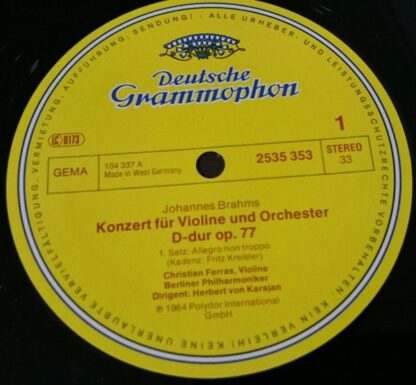 ALLE URHEBER- UND LEISTUNGSSCHUTZRECHTE VORBEHALTEN · KEIN VERLEIH! · KEINE UNERLAUBTE VERVIELFÄLTIGUNG, VERMIETUNG, AUFFÜHRUNG, SENDUNG! ·
Deutsche
Grammophon
LC 0173
1
GEMA
104 337 A
Made in West Germany
2535 353
STEREO
33
Johannes Brahms
Konzert für Violine und Orchester
D-dur op. 77
1. Satz: Allegro non troppo
(Kadenz: Fritz Kreisler)
Christian Ferras, Violine
Berliner Philharmoniker
Dirigent: Herbert von Karajan
℗ 1964 Polydor International
GmbH